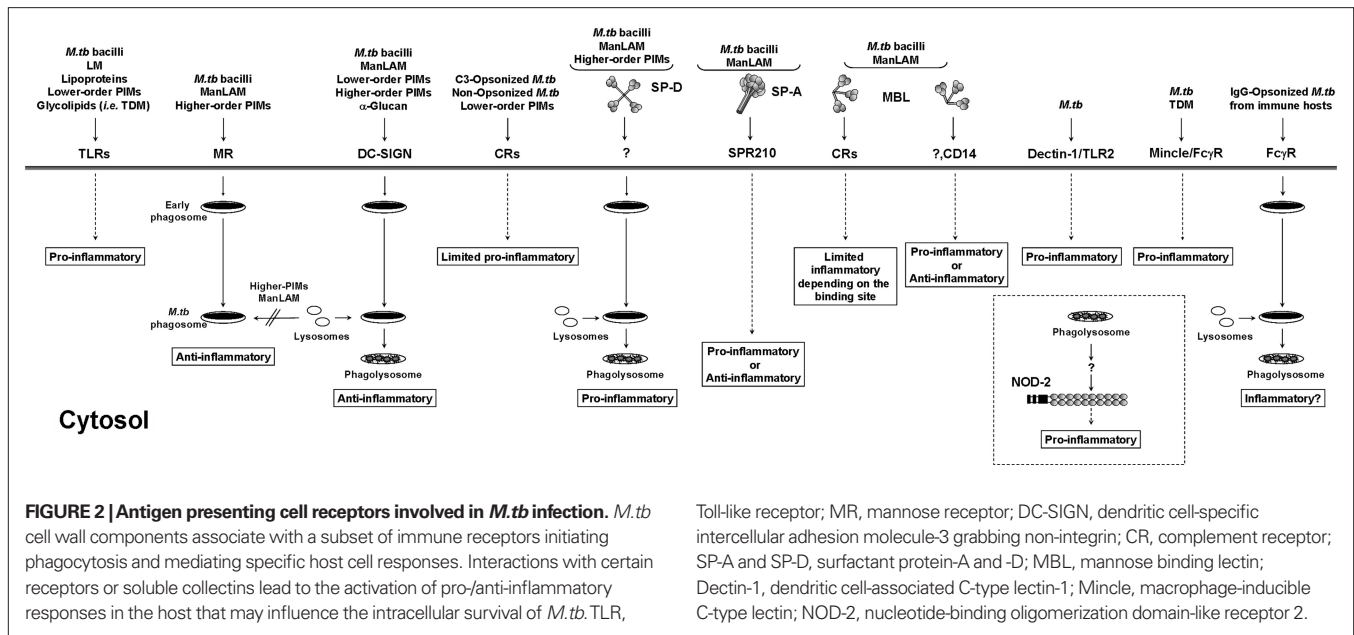 M.tb bacilli
LM
Lipoproteins
Lower-order PIMs
Glycolipids (i.e. TDM)
TLRs
Pro-inflammatory
M.tb bacilli
ManLAM
Higher-order PIMs
MR
Early
phagosome
M.tb
phagosome
Anti-inflammatory
Higher-PIMs
ManLAM
Lysosomes
M.tb bacilli
ManLAM
Lower-order PIMs
Higher-order PIMs
α-Glucan
DC-SIGN
Phagolysosome
Anti-inflammatory
C3-Opsonized M.tb
Non-Opsonized M.tb
Lower-order PIMs
CRs
Limited pro-inflammatory
M.tb bacilli
ManLAM
Higher-order PIMs
SP-D
?
Lysosomes
Phagolysosome
Pro-inflammatory
M.tb bacilli
ManLAM
SP-A
SPR210
Pro-inflammatory
or
Anti-inflammatory
M.tb bacilli
ManLAM
MBL
CRs
Limited
inflammatory
depending on the
binding site
?,CD14
Pro-inflammatory
or
Anti-inflammatory
M.tb
Dectin-1/TLR2
Pro-inflammatory
M.tb
TDM
Mincle/FcγR
Pro-inflammatory
IgG-Opsonized M.tb
from immune hosts
FcγR
Lysosomes
Phagolysosome
Inflammatory?
Phagolysosome
?
NOD-2
Pro-inflammatory
Cytosol
FIGURE 2 | Antigen presenting cell receptors involved in M.tb infection. M.tb
cell wall components associate with a subset of immune receptors initiating
phagocytosis and mediating specific host cell responses. Interactions with certain
receptors or soluble collectins lead to the activation of pro-/anti-inflammatory
responses in the host that may influence the intracellular survival of M.tb. TLR,
Toll-like receptor; MR, mannose receptor; DC-SIGN, dendritic cell-specific
intercellular adhesion molecule-3 grabbing non-integrin; CR, complement receptor;
SP-A and SP-D, surfactant protein-A and -D; MBL, mannose binding lectin;
Dectin-1, dendritic cell-associated C-type lectin-1; Mincle, macrophage-inducible
C-type lectin; NOD-2, nucleotide-binding oligomerization domain-like receptor 2.